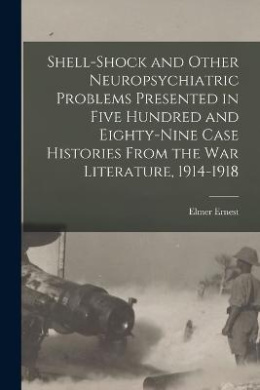 Shell-Shock and Other
Neuropsychiatric
Problems Presented in
Five Hundred and
Eighty-Nine Case
Histories From the War
Literature, 1914-1918
Elmer Ernest